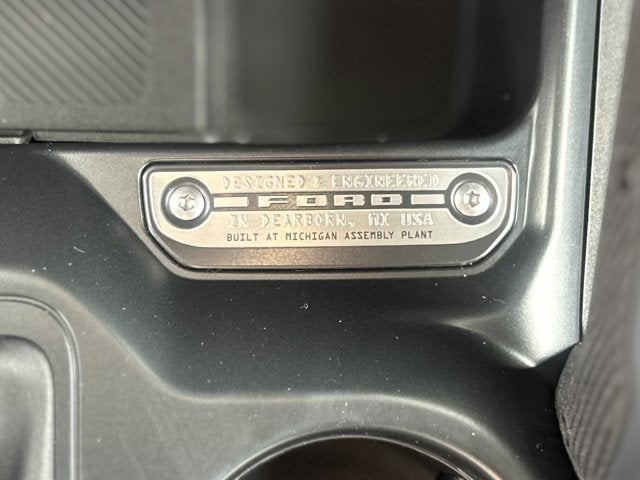 DESIGNED & ENGINEERED
FORD
IN DEARBORN, MI USA
BUILT AT MICHIGAN ASSEMBLY PLANT